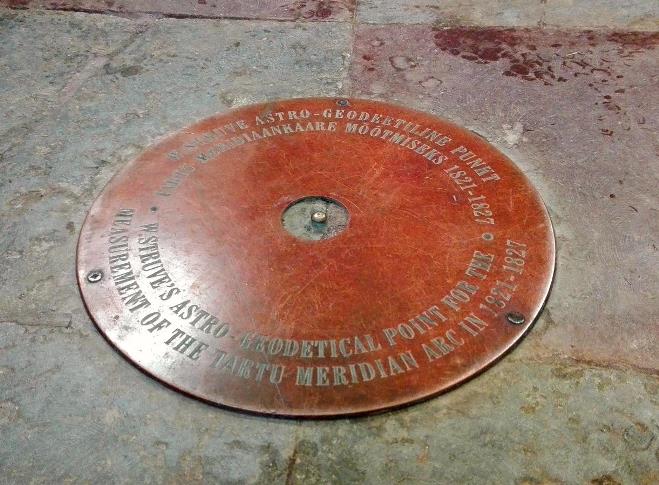 W. STRUVE ASTRO-GEODEETILINE PUNKT
TARTU MERIDIAANKAARE MÕÕTMISEKS 1821-1827
W.STRUVE'S ASTRO-GEODETICAL POINT FOR THE
MEASUREMENT OF THE TARTU MERIDIAN ARC IN 1821-1827